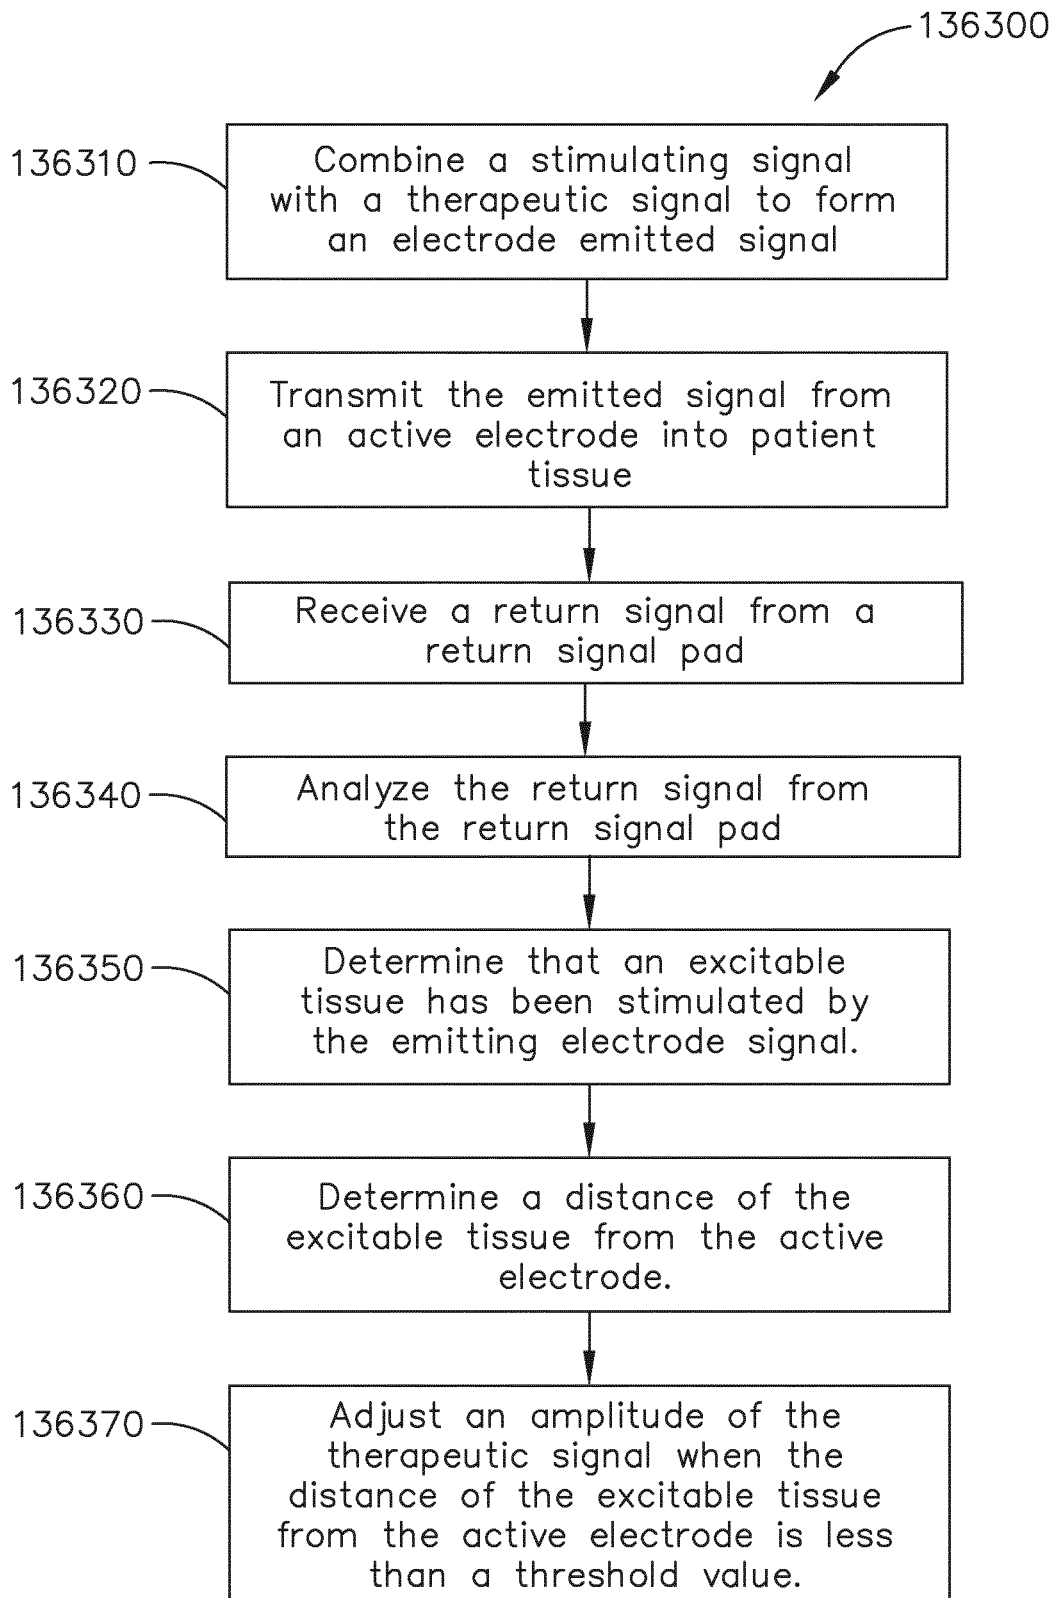 136300
136310
Combine a stimulating signal
with a therapeutic signal to form
an electrode emitted signal
136320
Transmit the emitted signal from
an active electrode into patient
tissue
136330
Receive a return signal from a
return signal pad
136340
Analyze the return signal from
the return signal pad
136350
Determine that an excitable
tissue has been stimulated by
the emitting electrode signal.
136360
Determine a distance of the
excitable tissue from the active
electrode.
136370
Adjust an amplitude of the
therapeutic signal when the
distance of the excitable tissue
from the active electrode is less
than a threshold value.